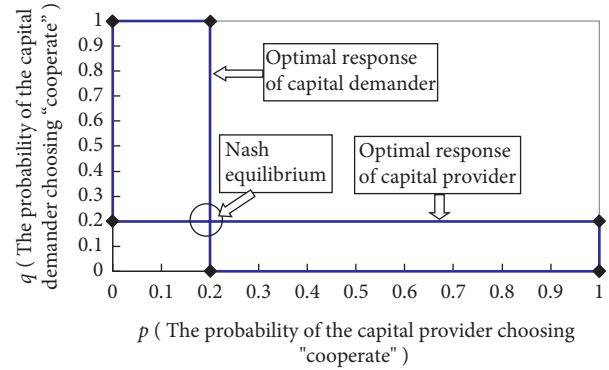 q ( The probability of the capital
demander choosing “cooperate” )
1
0.9
0.8
0.7
0.6
0.5
0.4
0.3
0.2
0.1
0
Optimal response
of capital demander
Nash
equilibrium
Optimal response
of capital provider
0 0.1 0.2 0.3 0.4 0.5 0.6 0.7 0.8 0.9 1
p ( The probability of the capital provider choosing
"cooperate" )